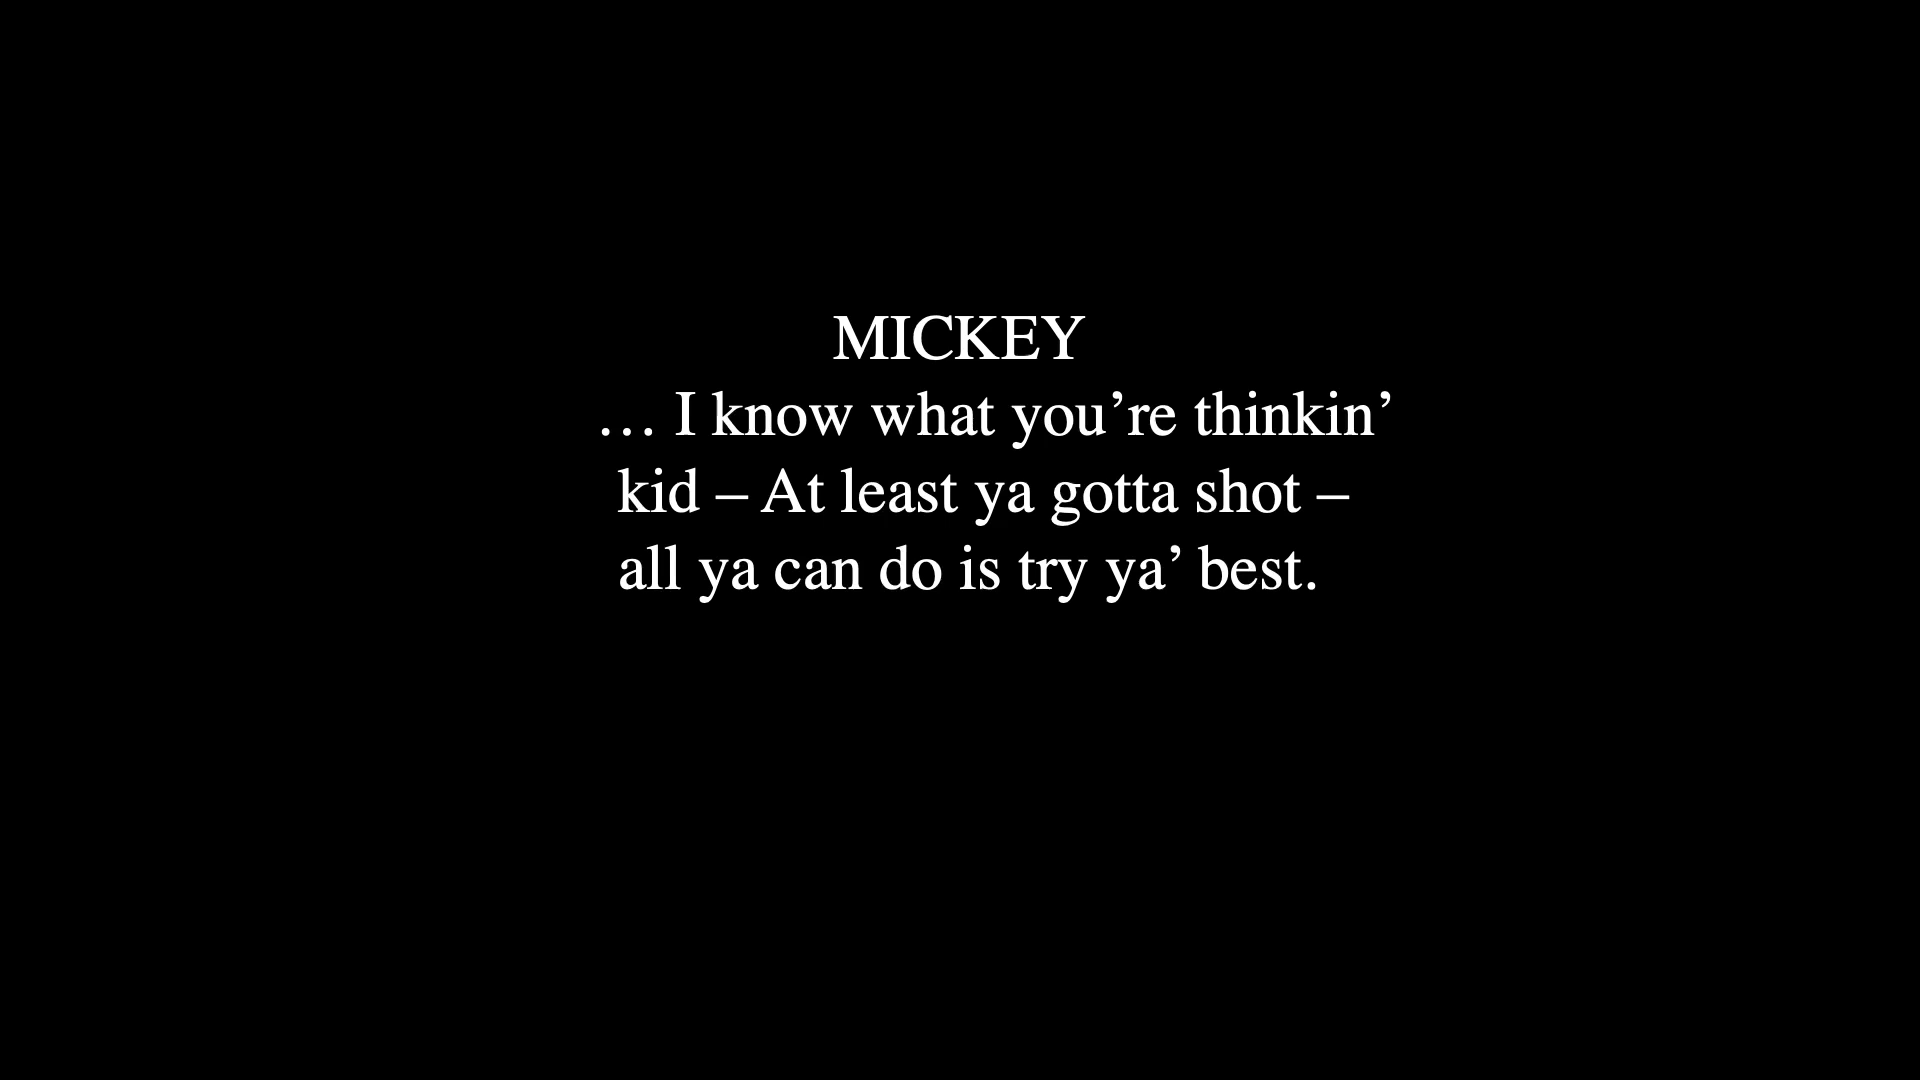 MICKEY
… I know what you’re thinkin’
kid – At least ya gotta shot –
all ya can do is try ya’ best.